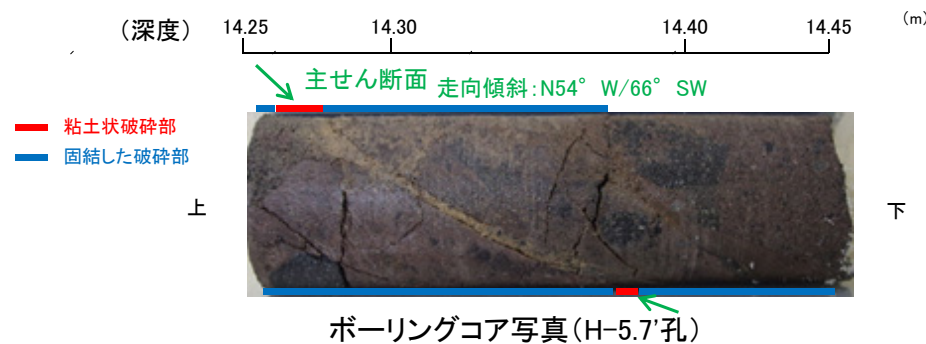 (深度)
14.25 14.30 14.40 14.45 (m)
主せん断面 走向傾斜:N54°W/66°SW
粘土状破砕部
固結した破砕部
上
下
ボーリングコア写真(H-5.7'孔)